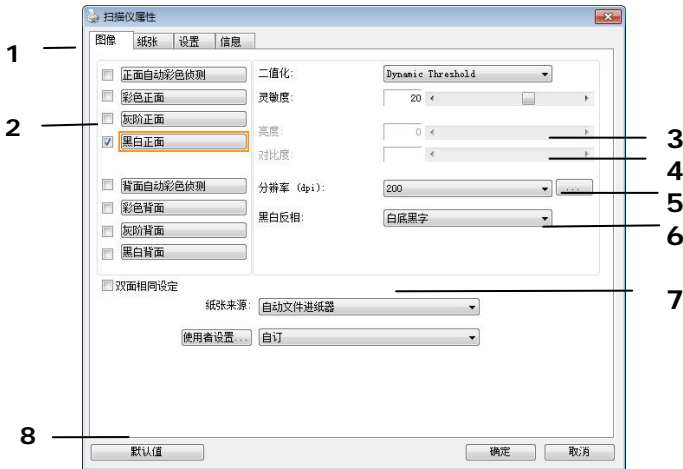 扫描仪属性
图像 纸张 设置 信息
1
正面自动彩色侦测
彩色正面
灰阶正面
黑白正面
2
背面自动彩色侦测
彩色背面
灰阶背面
黑白背面
二值化: Dynamic Threshold
灵敏度: 20
亮度: 0
3
对比度:
4
分辨率 (dpi): 200 ...
5
黑白反相: 白底黑字
6
双面相同设定
7
纸张来源: 自动文件进纸器
使用者设置... 自订
8
默认值 确定 取消